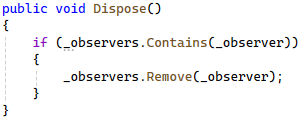 public void Dispose()
{
    if (_observers.Contains(_observer))
    {
        _observers.Remove(_observer);
    }
}